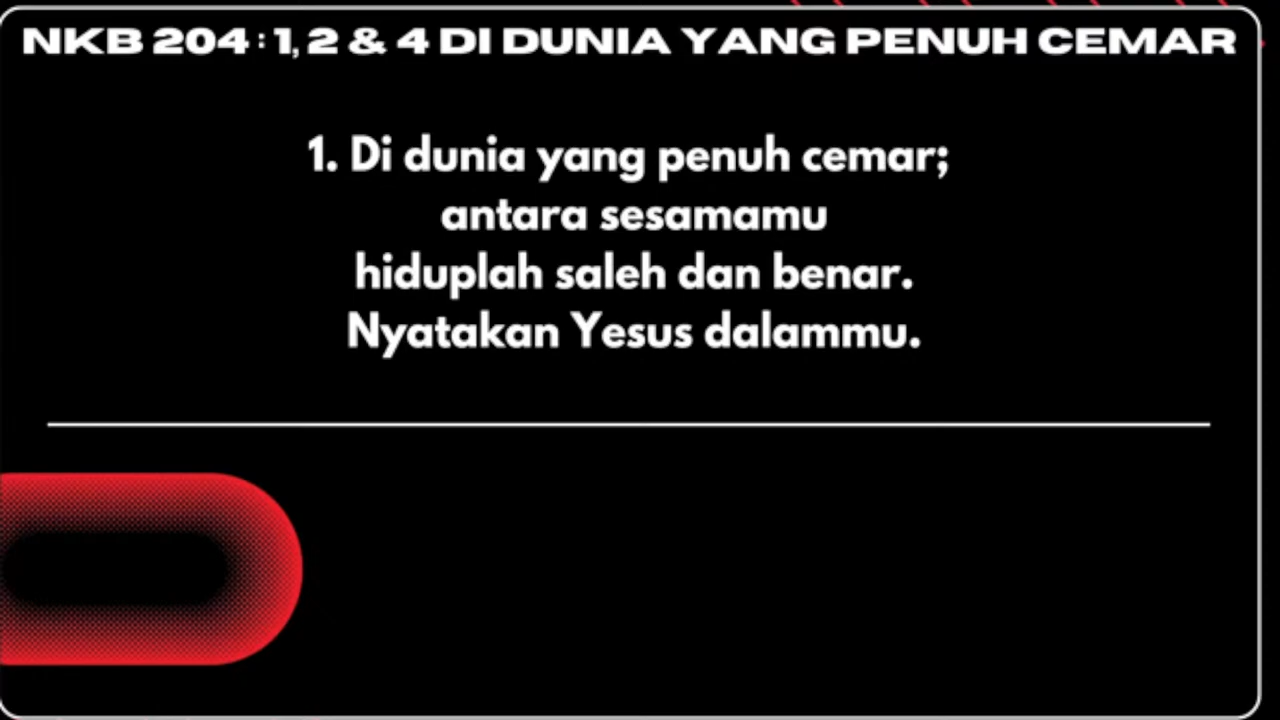 NKB 204 : 1, 2 & 4 DI DUNIA YANG PENUH CEMAR
1. Di dunia yang penuh cemar;
antara sesamamu
hiduplah saleh dan benar.
Nyatakan Yesus dalammu.